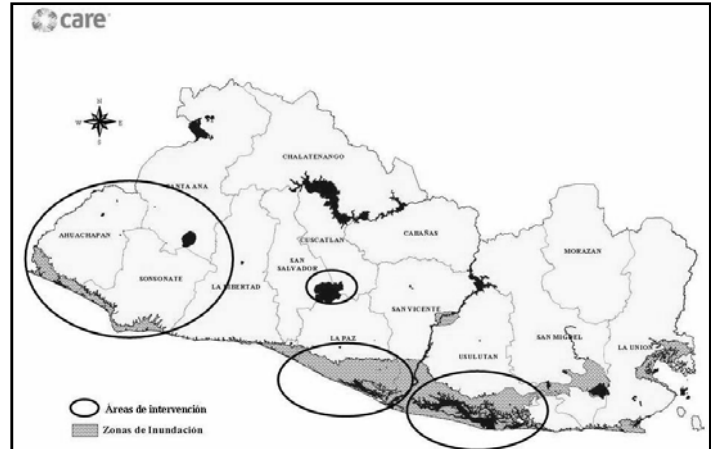 care
N
W E
S
CHALATENANGO
SANTA ANA
AHUACHAPAN
CUSCATLAN
CABAÑAS
MORAZAN
SAN
SALVADOR
SONSONATE
LA LIBERTAD
SAN VICENTE
LA PAZ
USULUTAN
SAN MIGUEL
LA UNION
Áreas de intervención
Zonas de Inundación